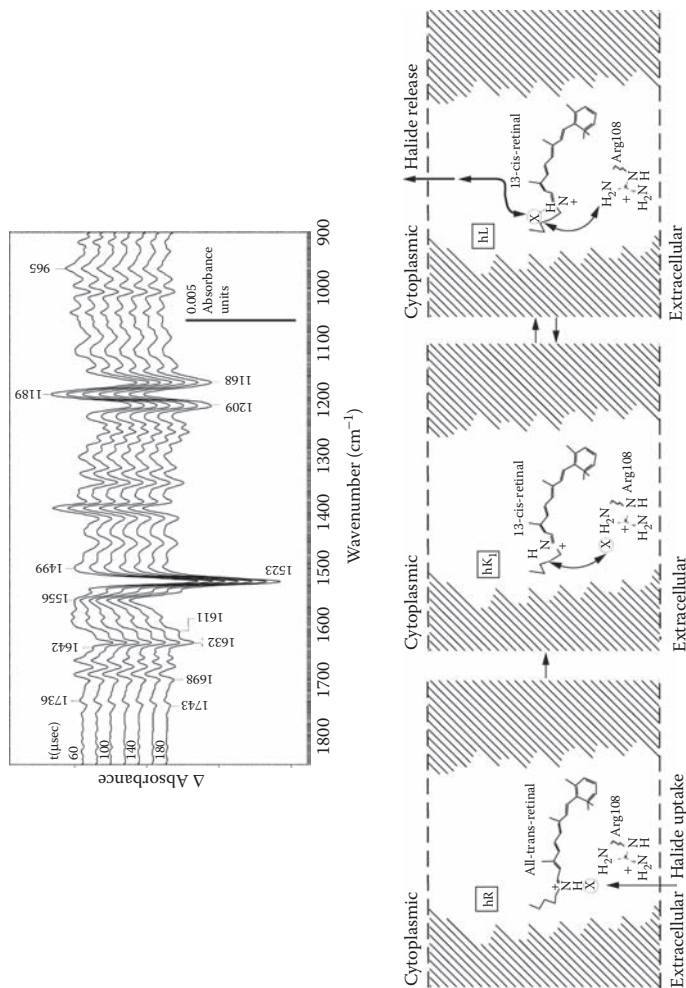 Δ Absorbance
t(μsec)
60
100
140
180
1736
1743
1698
1642
1632
1611
1556
1523
1499
1209
1189
1168
965
0.005
Absorbance
units
1800
1700
1600
1500
1400
1300
1200
1100
1000
900
Wavenumber (cm⁻¹)
Cytoplasmic
hR
All-trans-retinal
+
N
H
X
H₂N
Arg108
+
N
H₂N H
Extracellular
Halide uptake
Cytoplasmic
hK₁
13-cis-retinal
H
N
+
X
H₂N
Arg108
+
N
H₂N H
Extracellular
Cytoplasmic
Halide release
hL
13-cis-retinal
X
H
N
+
H₂N
Arg108
+
N
H₂N H
Extracellular